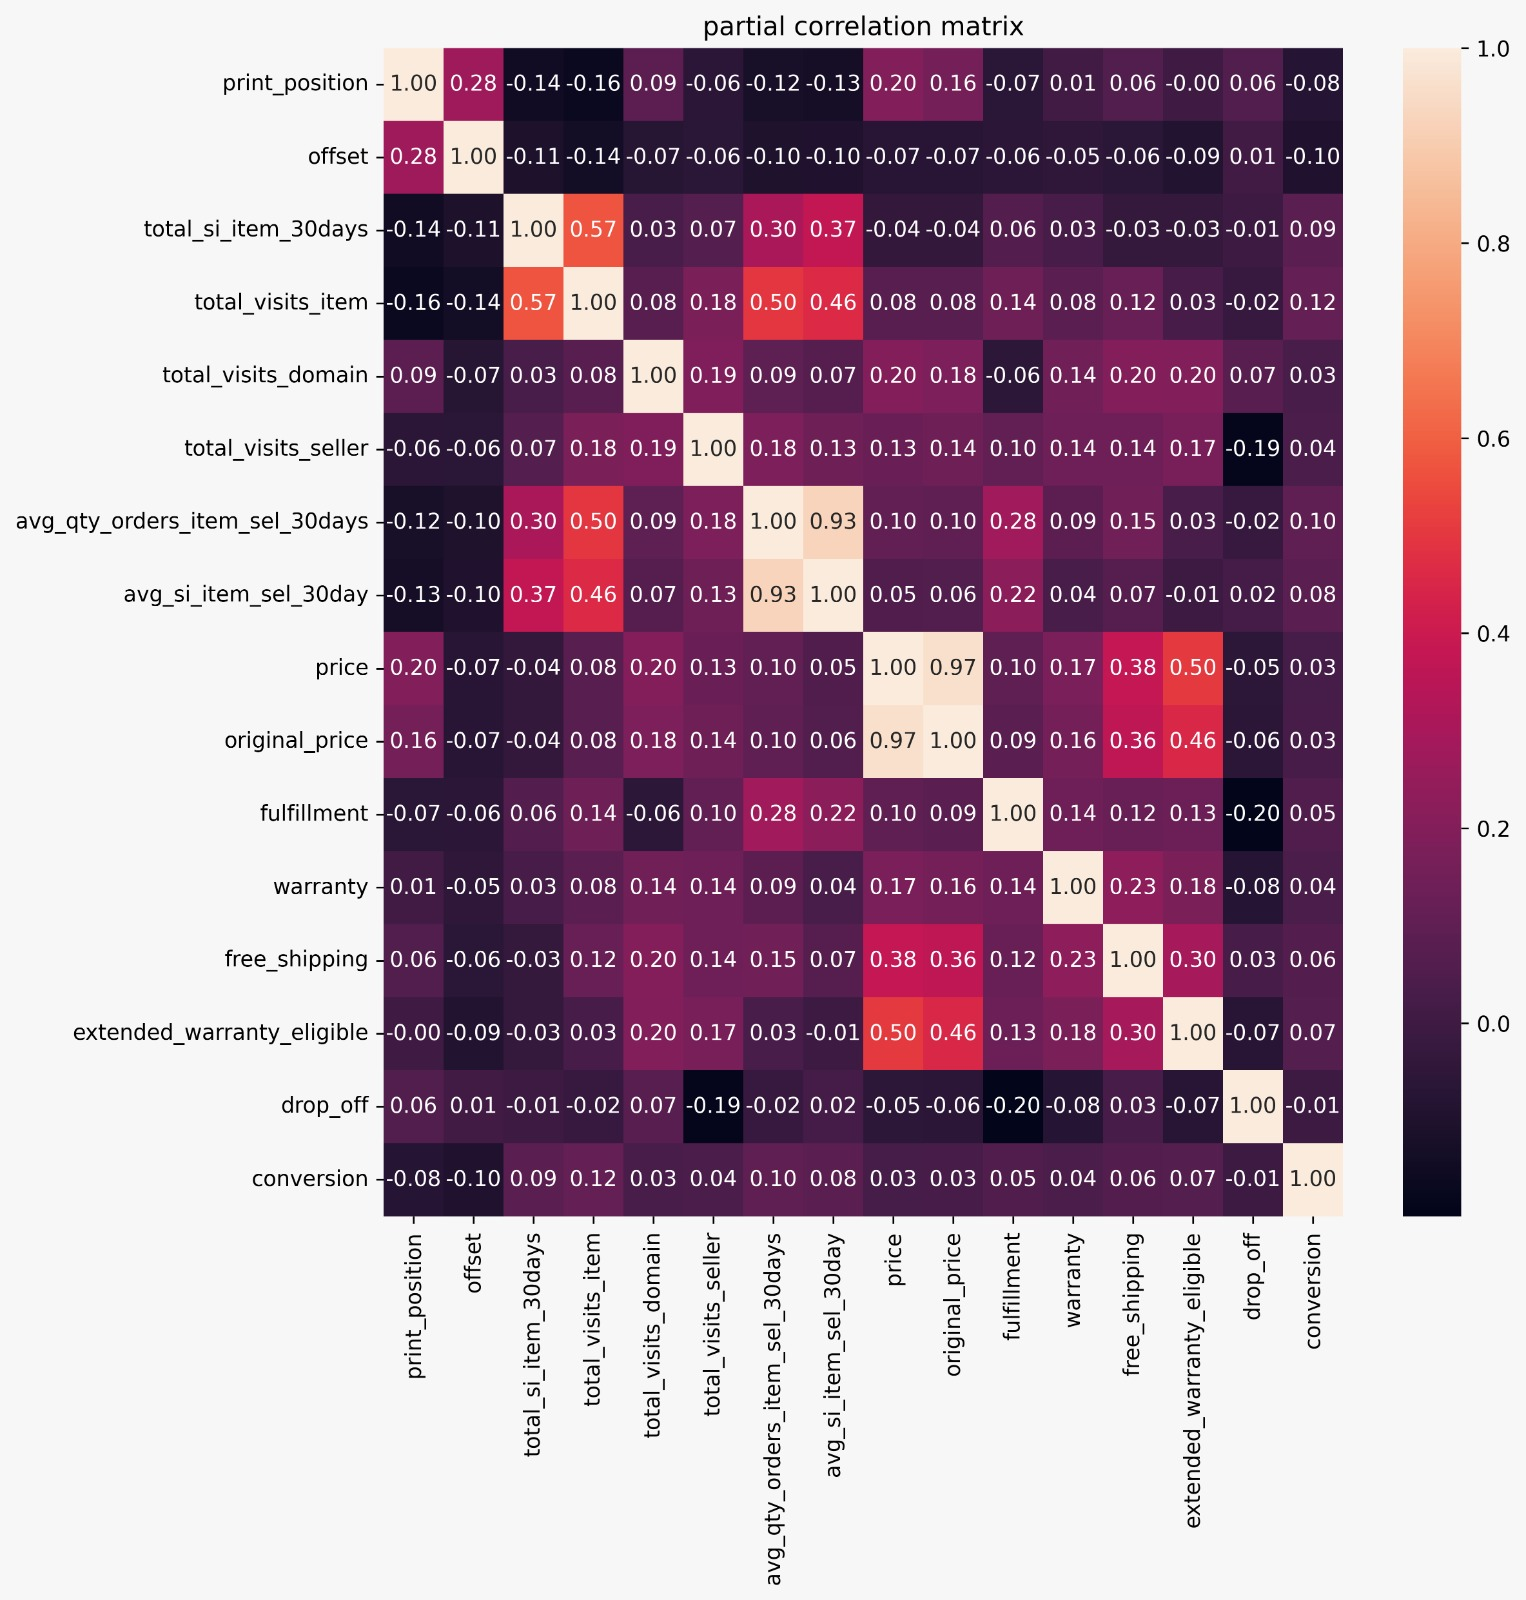 partial correlation matrix
print_position 1.00 0.28 -0.14 -0.16 0.09 -0.06 -0.12 -0.13 0.20 0.16 -0.07 0.01 0.06 -0.00 0.06 -0.08
offset 0.28 1.00 -0.11 -0.14 -0.07 -0.06 -0.10 -0.10 -0.07 -0.07 -0.06 -0.05 -0.06 -0.09 0.01 -0.10
total_si_item_30days -0.14 -0.11 1.00 0.57 0.03 0.07 0.30 0.37 -0.04 -0.04 0.06 0.03 -0.03 -0.03 -0.01 0.09
total_visits_item -0.16 -0.14 0.57 1.00 0.08 0.18 0.50 0.46 0.08 0.08 0.14 0.08 0.12 0.03 -0.02 0.12
total_visits_domain 0.09 -0.07 0.03 0.08 1.00 0.19 0.09 0.07 0.20 0.18 -0.06 0.14 0.20 0.20 0.07 0.03
total_visits_seller -0.06 -0.06 0.07 0.18 0.19 1.00 0.18 0.13 0.13 0.14 0.10 0.14 0.14 0.17 -0.19 0.04
avg_qty_orders_item_sel_30days -0.12 -0.10 0.30 0.50 0.09 0.18 1.00 0.93 0.10 0.10 0.28 0.09 0.15 0.03 -0.02 0.10
avg_si_item_sel_30day -0.13 -0.10 0.37 0.46 0.07 0.13 0.93 1.00 0.05 0.06 0.22 0.04 0.07 -0.01 0.02 0.08
price 0.20 -0.07 -0.04 0.08 0.20 0.13 0.10 0.05 1.00 0.97 0.10 0.17 0.38 0.50 -0.05 0.03
original_price 0.16 -0.07 -0.04 0.08 0.18 0.14 0.10 0.06 0.97 1.00 0.09 0.16 0.36 0.46 -0.06 0.03
fulfillment -0.07 -0.06 0.06 0.14 -0.06 0.10 0.28 0.22 0.10 0.09 1.00 0.14 0.12 0.13 -0.20 0.05
warranty 0.01 -0.05 0.03 0.08 0.14 0.14 0.09 0.04 0.17 0.16 0.14 1.00 0.23 0.18 -0.08 0.04
free_shipping 0.06 -0.06 -0.03 0.12 0.20 0.14 0.15 0.07 0.38 0.36 0.12 0.23 1.00 0.30 0.03 0.06
extended_warranty_eligible -0.00 -0.09 -0.03 0.03 0.20 0.17 0.03 -0.01 0.50 0.46 0.13 0.18 0.30 1.00 -0.07 0.07
drop_off 0.06 0.01 -0.01 -0.02 0.07 -0.19 -0.02 0.02 -0.05 -0.06 -0.20 -0.08 0.03 -0.07 1.00 -0.01
conversion -0.08 -0.10 0.09 0.12 0.03 0.04 0.10 0.08 0.03 0.03 0.05 0.04 0.06 0.07 -0.01 1.00
print_position
offset
total_si_item_30days
total_visits_item
total_visits_domain
total_visits_seller
avg_qty_orders_item_sel_30days
avg_si_item_sel_30day
price
original_price
fulfillment
warranty
free_shipping
extended_warranty_eligible
drop_off
conversion
1.0
0.8
0.6
0.4
0.2
0.0